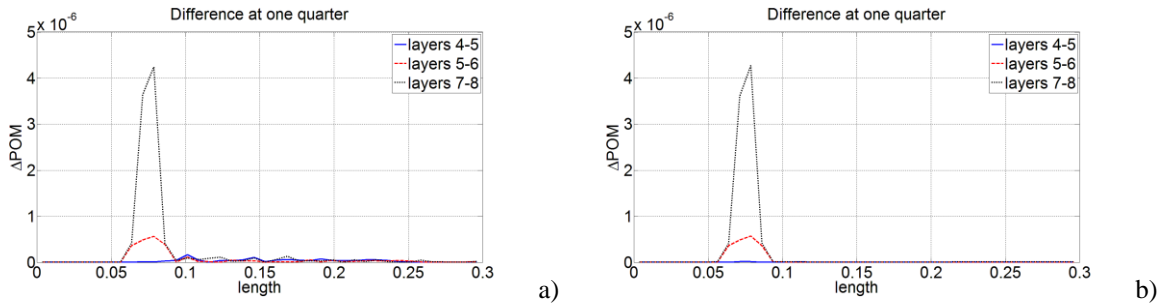 Difference at one quarter
5 x 10-6
layers 4-5
layers 5-6
layers 7-8
4
3
2
1
0
ΔPOM
0 0.05 0.1 0.15 0.2 0.25 0.3
length
a)
Difference at one quarter
5 x 10-6
layers 4-5
layers 5-6
layers 7-8
4
3
2
1
0
ΔPOM
0 0.05 0.1 0.15 0.2 0.25 0.3
length
b)